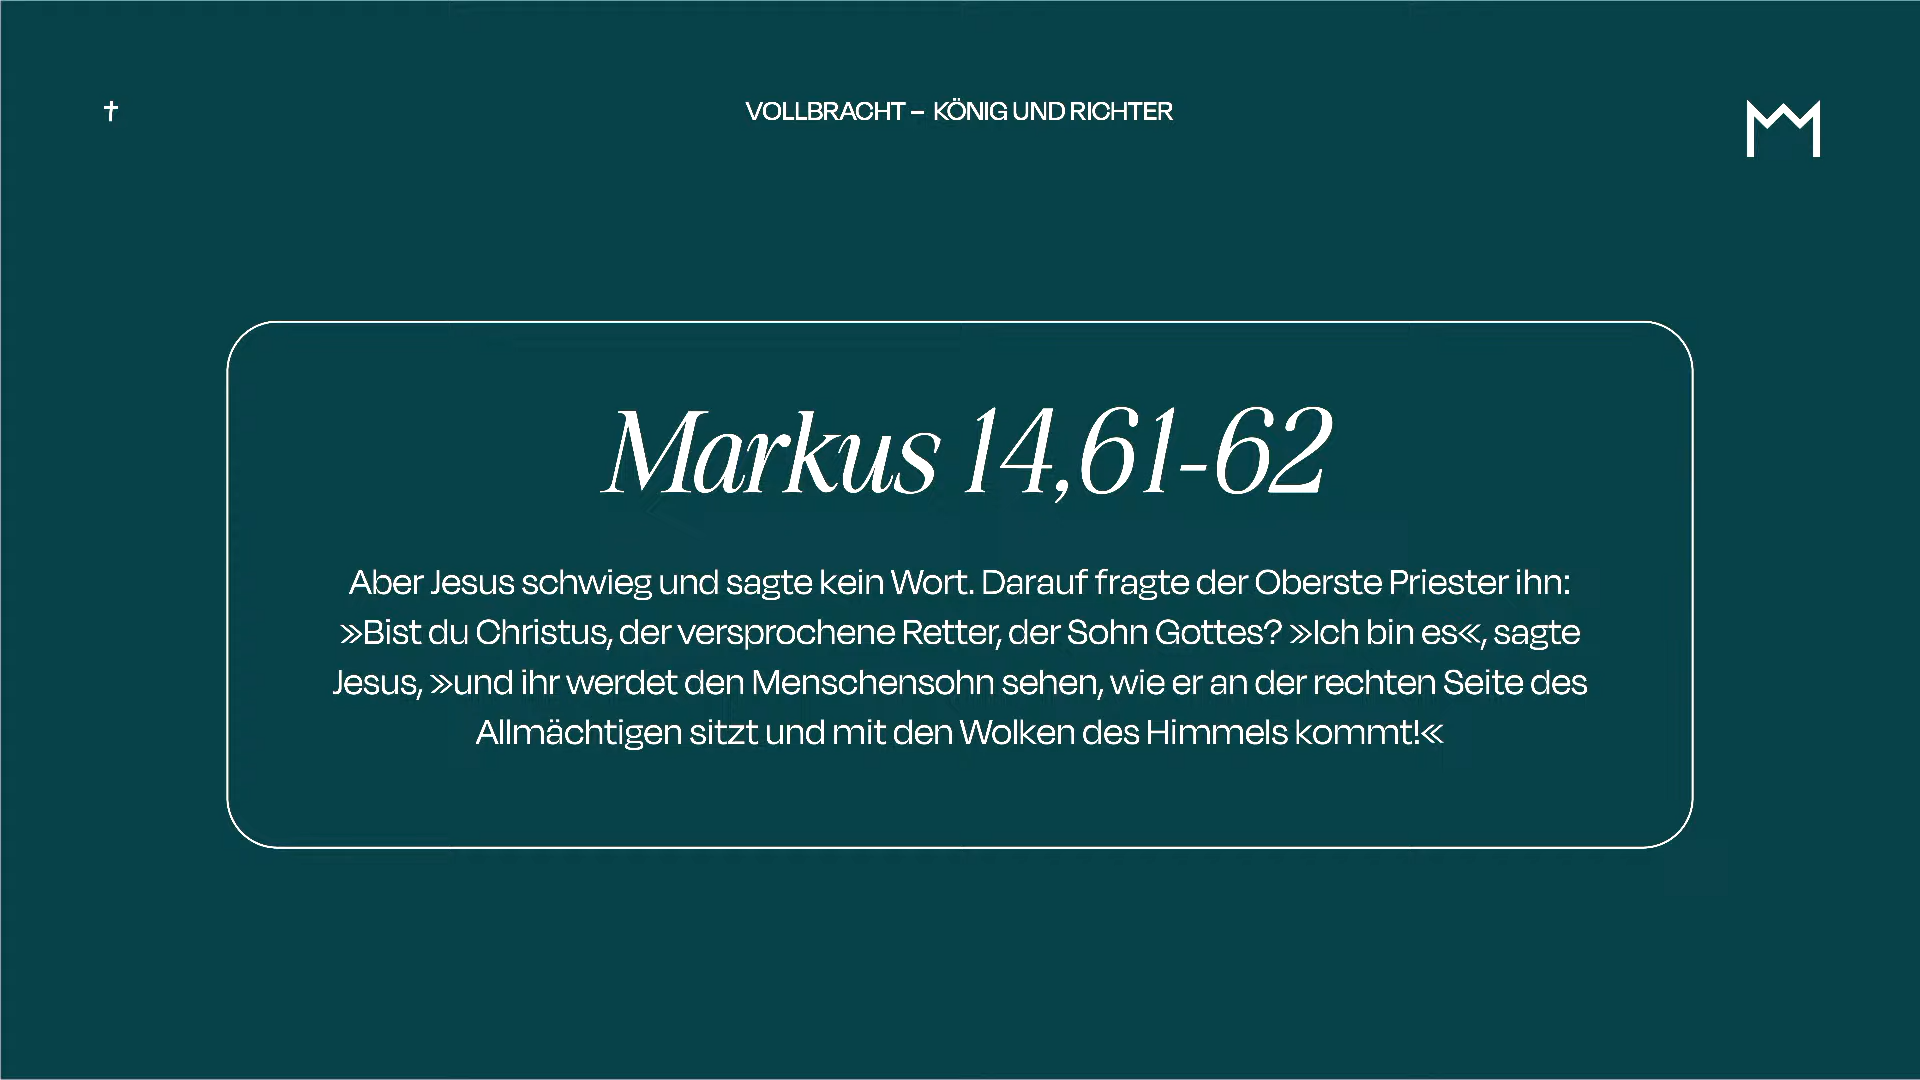 †
VOLLBRACHT – KÖNIG UND RICHTER
Markus 14,61-62
Aber Jesus schwieg und sagte kein Wort. Darauf fragte der Oberste Priester ihn:
»Bist du Christus, der versprochene Retter, der Sohn Gottes? »Ich bin es«, sagte
Jesus, »und ihr werdet den Menschensohn sehen, wie er an der rechten Seite des
Allmächtigen sitzt und mit den Wolken des Himmels kommt!«